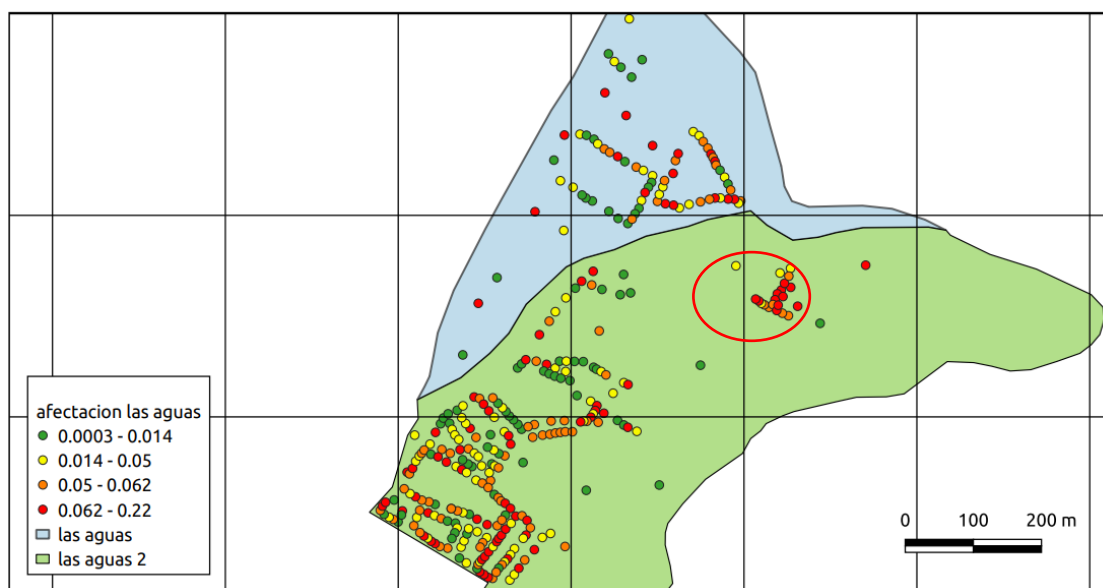 afectacion las aguas
0.0003 - 0.014
0.014 - 0.05
0.05 - 0.062
0.062 - 0.22
las aguas
las aguas 2
0 100 200 m